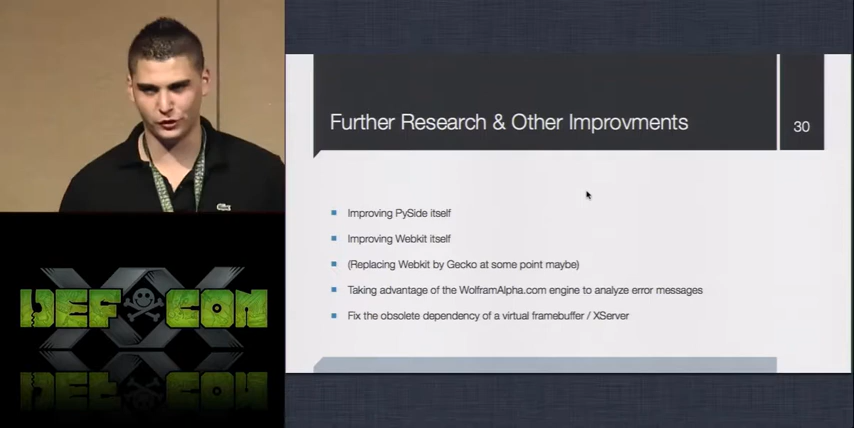 Further Research & Other Improvments
30
Improving PySide itself
Improving Webkit itself
(Replacing Webkit by Gecko at some point maybe)
Taking advantage of the WolframAlpha.com engine to analyze error messages
Fix the obsolete dependency of a virtual framebuffer / XServer
XX
DEF CON